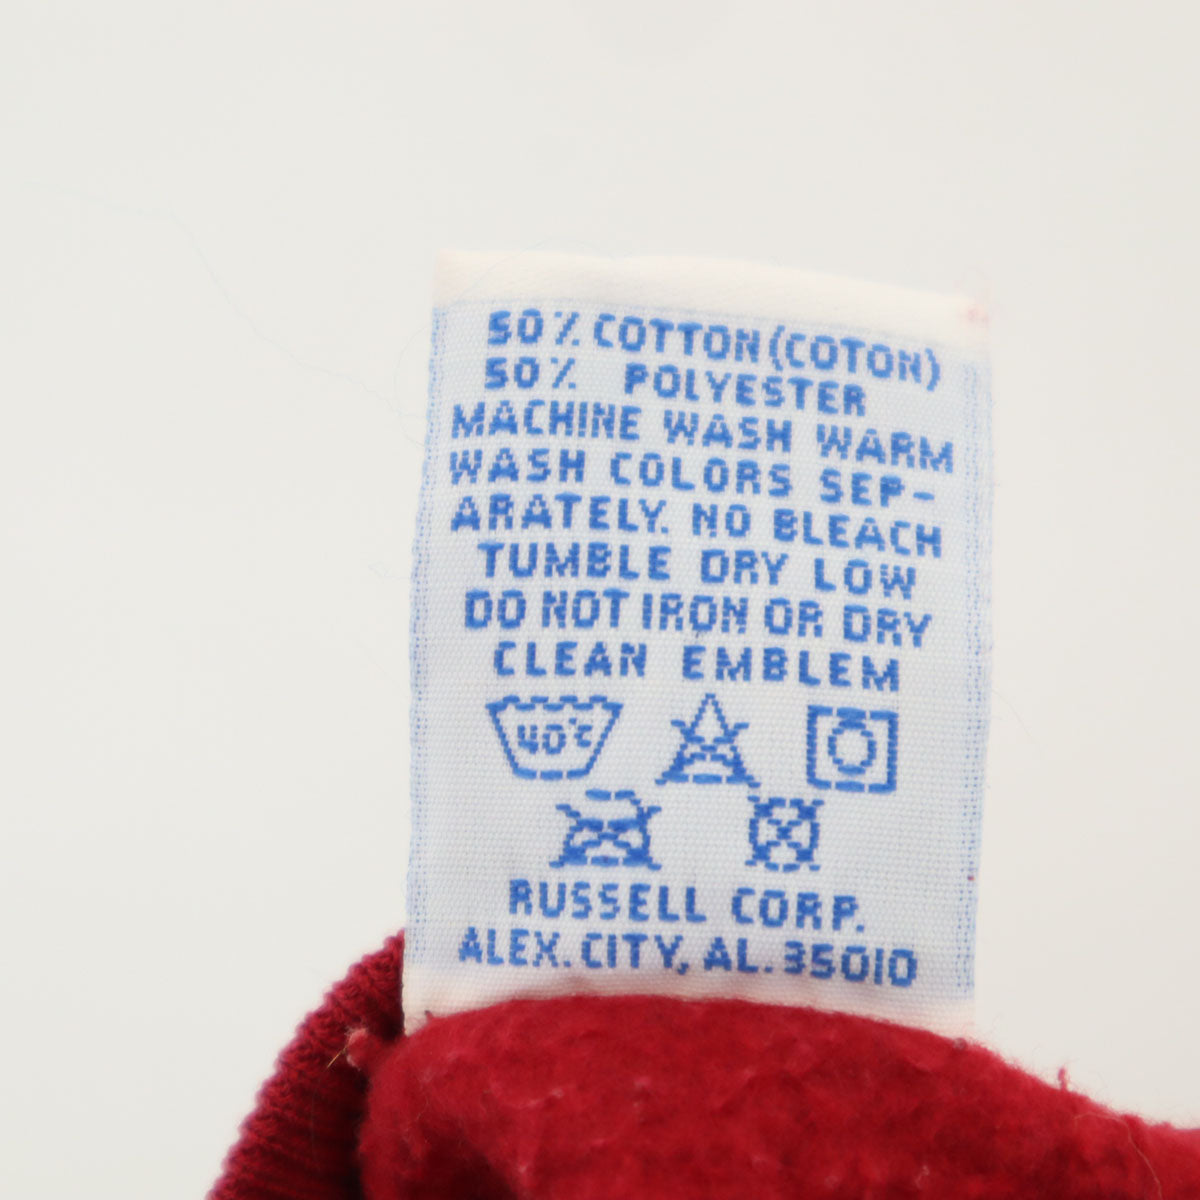 50% COTTON (COTON)
50% POLYESTER
MACHINE WASH WARM
WASH COLORS SEP-
ARATELY. NO BLEACH
TUMBLE DRY LOW
DO NOT IRON OR DRY
CLEAN EMBLEM
40°C
RUSSELL CORP.
ALEX. CITY, AL. 35010